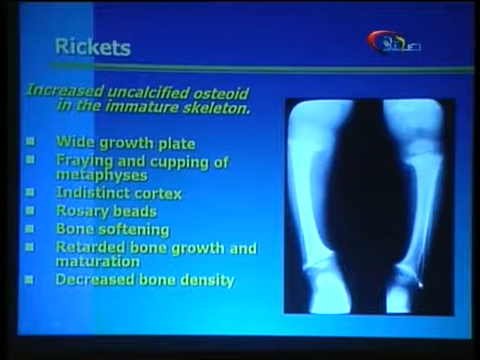 Rickets
Increased uncalcified osteoid
in the immature skeleton.
Wide growth plate
Fraying and cupping of
metaphyses
Indistinct cortex
Rosary beads
Bone softening
Retarded bone growth and
maturation
Decreased bone density